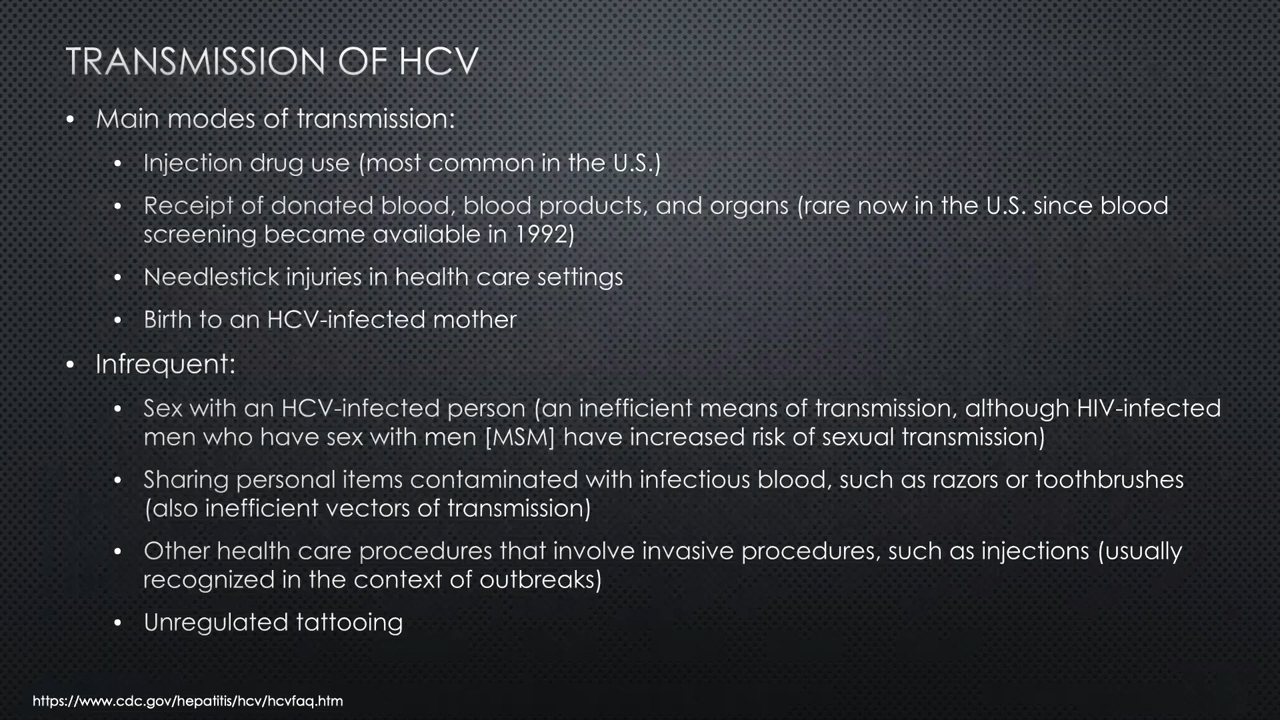 TRANSMISSION OF HCV
• Main modes of transmission:
• Injection drug use (most common in the U.S.)
• Receipt of donated blood, blood products, and organs (rare now in the U.S. since blood
screening became available in 1992)
• Needlestick injuries in health care settings
• Birth to an HCV-infected mother
• Infrequent:
• Sex with an HCV-infected person (an inefficient means of transmission, although HIV-infected
men who have sex with men [MSM] have increased risk of sexual transmission)
• Sharing personal items contaminated with infectious blood, such as razors or toothbrushes
(also inefficient vectors of transmission)
• Other health care procedures that involve invasive procedures, such as injections (usually
recognized in the context of outbreaks)
• Unregulated tattooing
https://www.cdc.gov/hepatitis/hcv/hcvfaq.htm